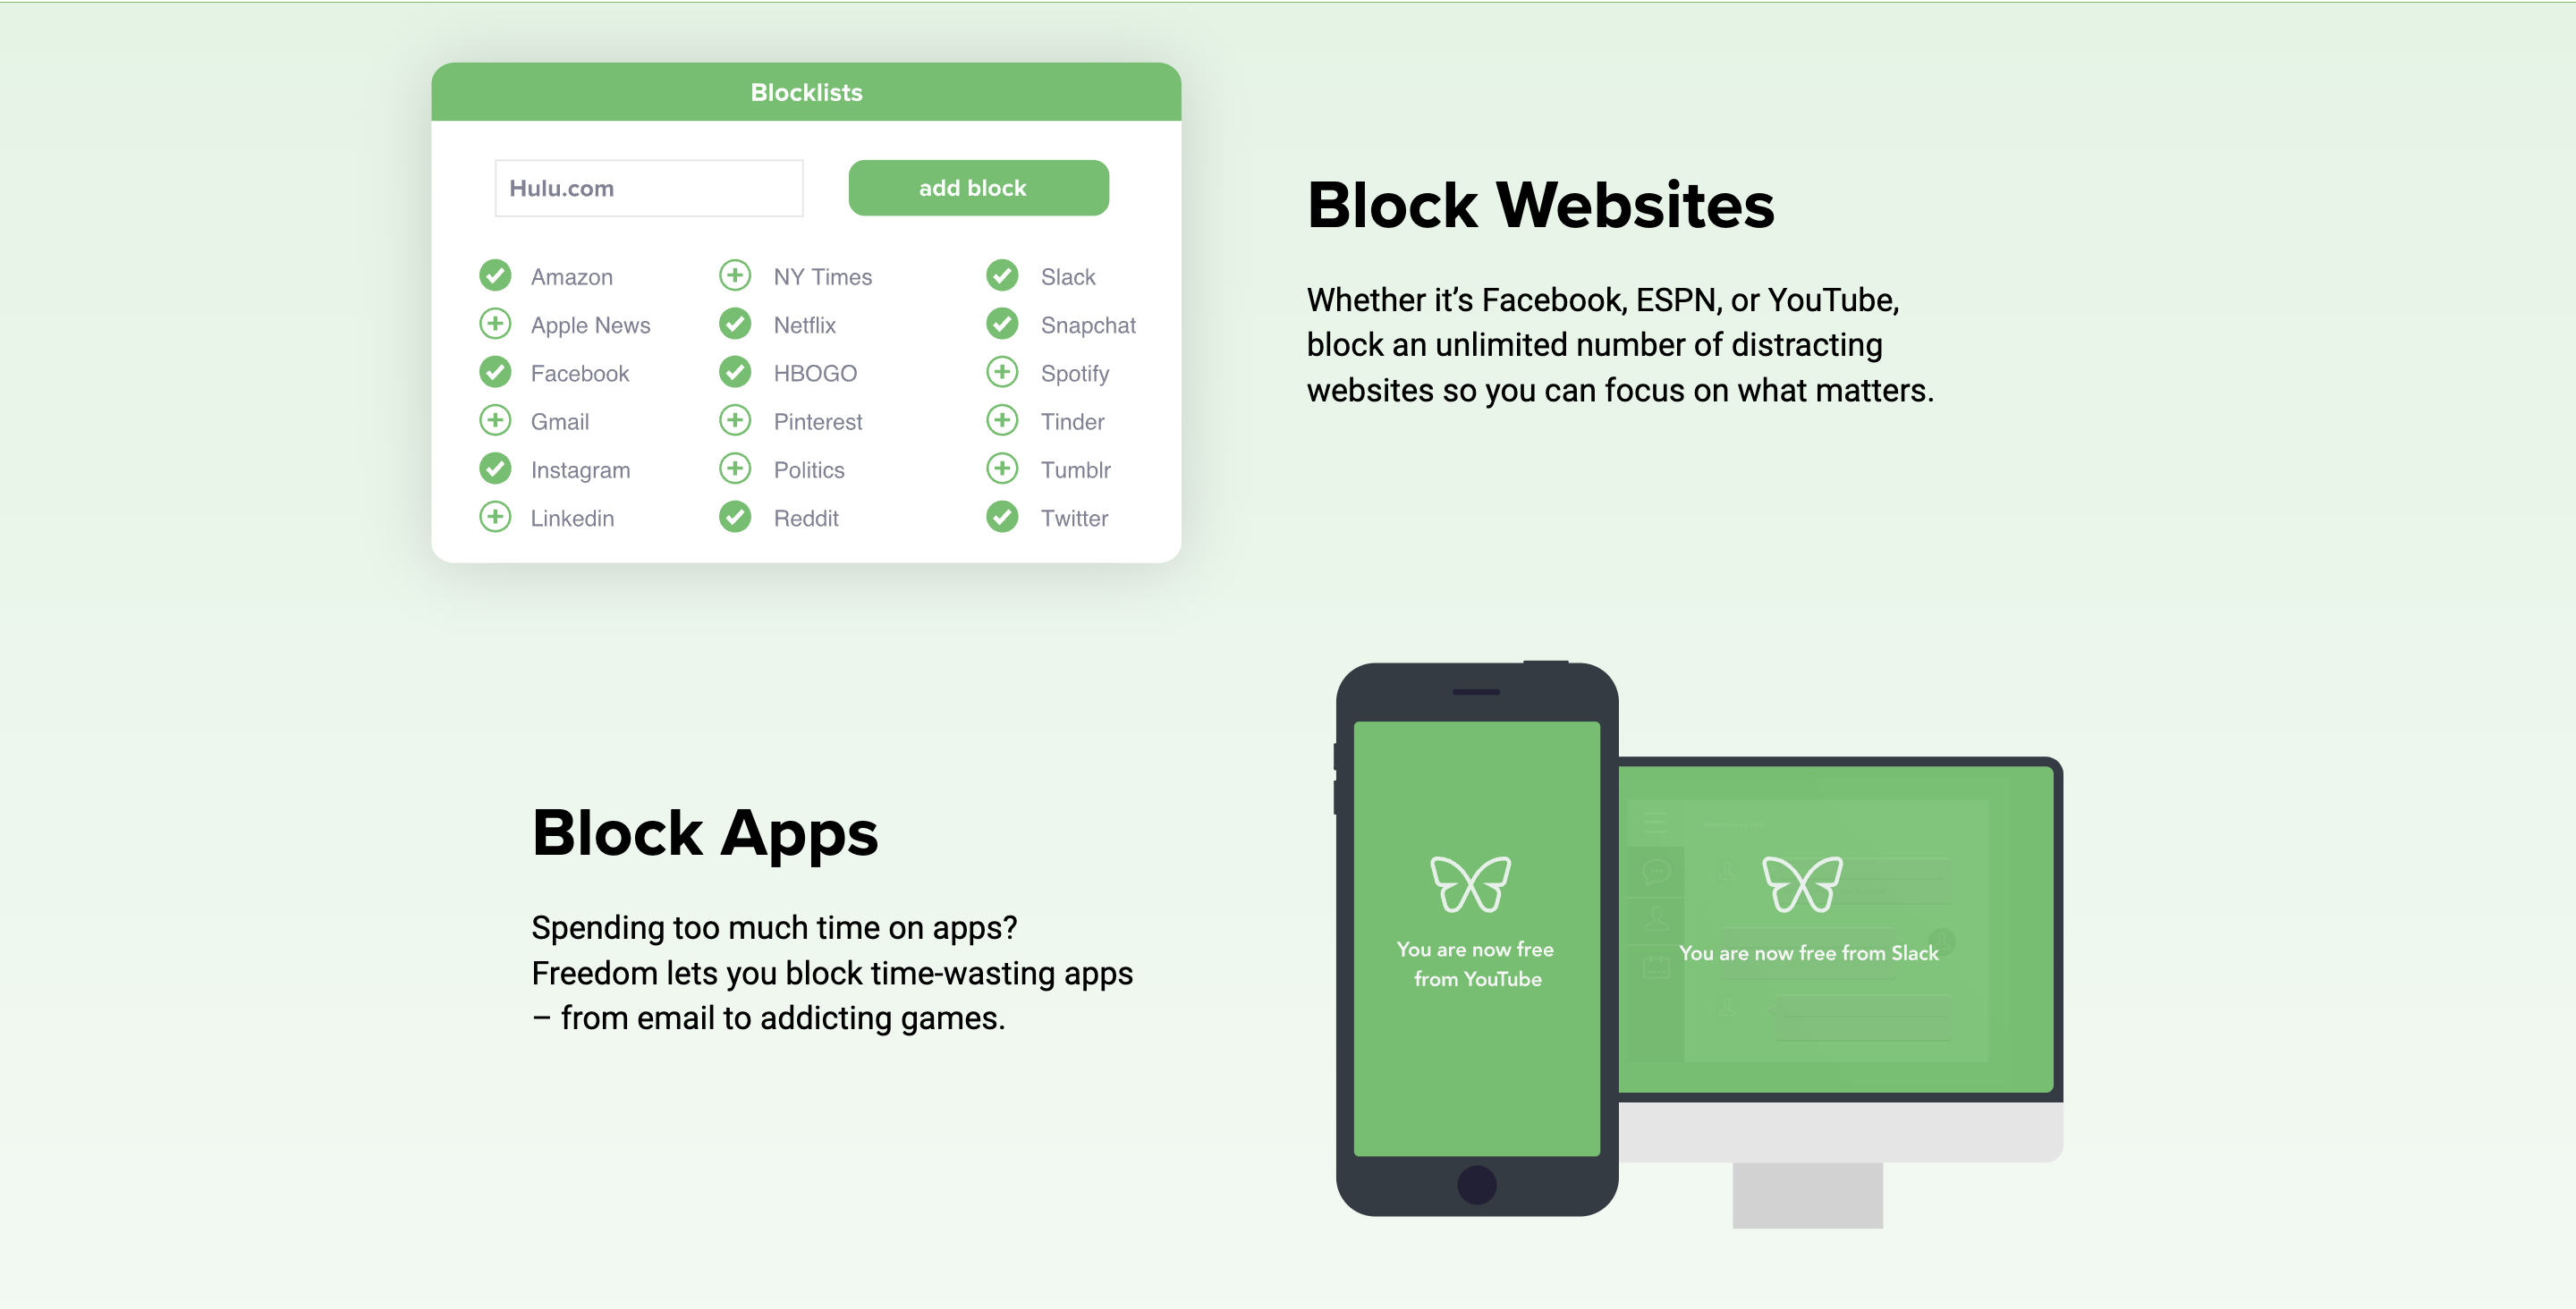 Blocklists
Hulu.com
add block
Amazon
Apple News
Facebook
Gmail
Instagram
Linkedin
NY Times
Netflix
HBOGO
Pinterest
Politics
Reddit
Slack
Snapchat
Spotify
Tinder
Tumblr
Twitter
Block Websites
Whether it’s Facebook, ESPN, or YouTube,
block an unlimited number of distracting
websites so you can focus on what matters.
Block Apps
Spending too much time on apps?
Freedom lets you block time-wasting apps
– from email to addicting games.
You are now free
from YouTube
You are now free from Slack